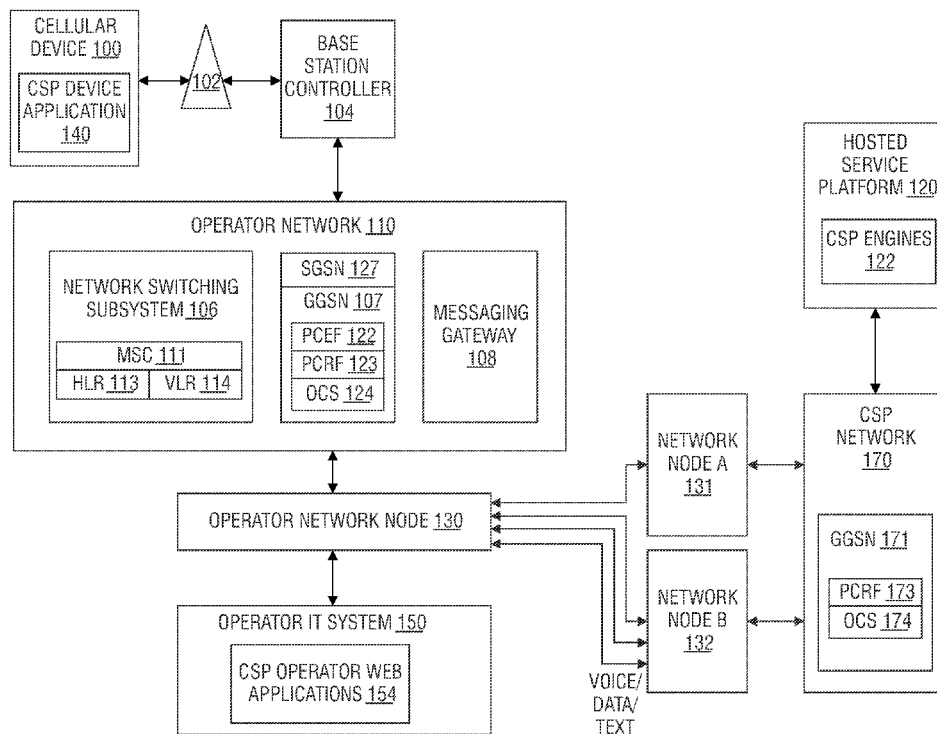 CELLULAR
DEVICE 100
CSP DEVICE
APPLICATION
140
102
BASE
STATION
CONTROLLER
104
OPERATOR NETWORK 110
NETWORK SWITCHING
SUBSYSTEM 106
MSC 111
HLR 113
VLR 114
SGSN 127
GGSN 107
PCEF 122
PCRF 123
OCS 124
MESSAGING
GATEWAY
108
HOSTED
SERVICE
PLATFORM 120
CSP ENGINES
122
OPERATOR NETWORK NODE 130
NETWORK
NODE A
131
NETWORK
NODE B
132
VOICE/
DATA/
TEXT
CSP
NETWORK
170
GGSN 171
PCRF 173
OCS 174
OPERATOR IT SYSTEM 150
CSP OPERATOR WEB
APPLICATIONS 154